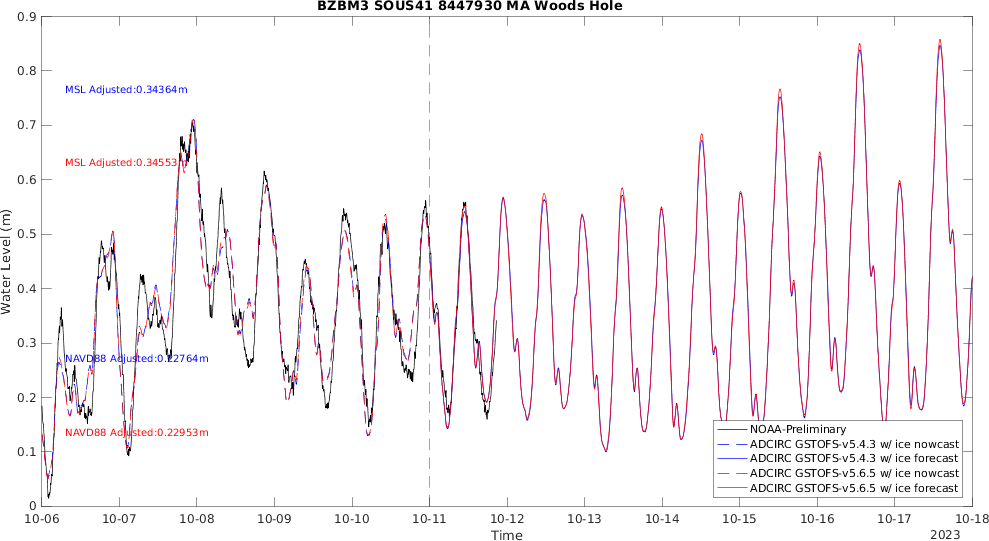 BZBM3 SOUS41 8447930 MA Woods Hole
0.9
0.8
0.7
0.6
0.5
0.4
0.3
0.2
0.1
0
Water Level (m)
MSL Adjusted:0.34364m
MSL Adjusted:0.34553
NAVD88 Adjusted:0.22764m
NAVD88 Adjusted:0.22953m
NOAA-Preliminary
ADCIRC GSTOFS-v5.4.3 w/ ice nowcast
ADCIRC GSTOFS-v5.4.3 w/ ice forecast
ADCIRC GSTOFS-v5.6.5 w/ ice nowcast
ADCIRC GSTOFS-v5.6.5 w/ ice forecast
10-06 10-07 10-08 10-09 10-10 10-11 10-12 10-13 10-14 10-15 10-16 10-17 10-18
Time
2023